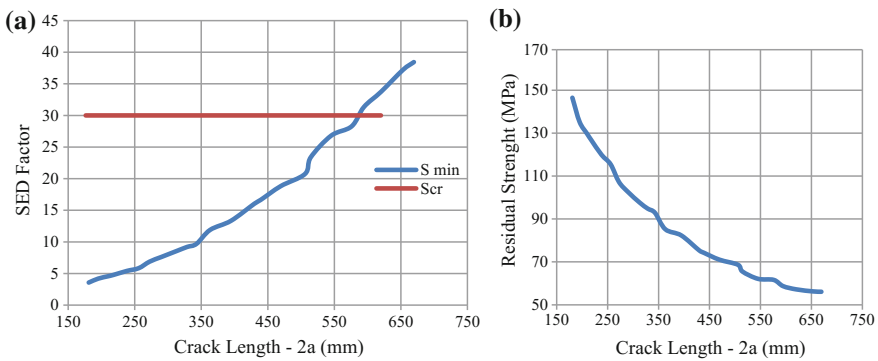 (a)
45
40
35
30
25
20
15
10
5
0
SED Factor
150 250 350 450 550 650 750
Crack Length - 2a (mm)
S min
Scr
(b)
170
150
130
110
90
70
50
Residual Strenght (MPa)
150 250 350 450 550 650 750
Crack Length - 2a (mm)